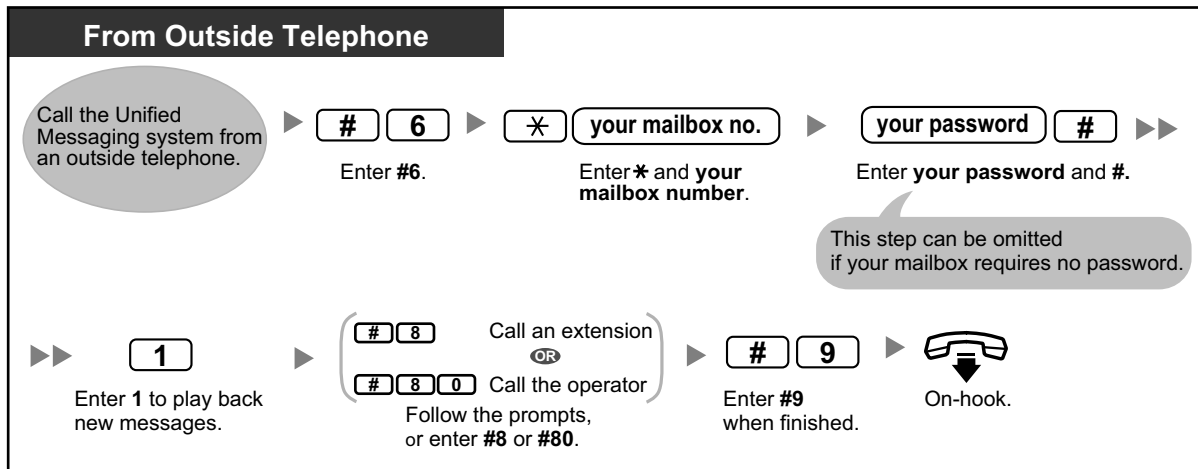 From Outside Telephone
Call the Unified
Messaging system from
an outside telephone.
# 6
Enter #6.
* your mailbox no.
Enter * and your
mailbox number.
your password #
Enter your password and #.
This step can be omitted
if your mailbox requires no password.
1
Enter 1 to play back
new messages.
# 8 Call an extension
OR
# 8 0 Call the operator
Follow the prompts,
or enter #8 or #80.
# 9
Enter #9
when finished.
On-hook.